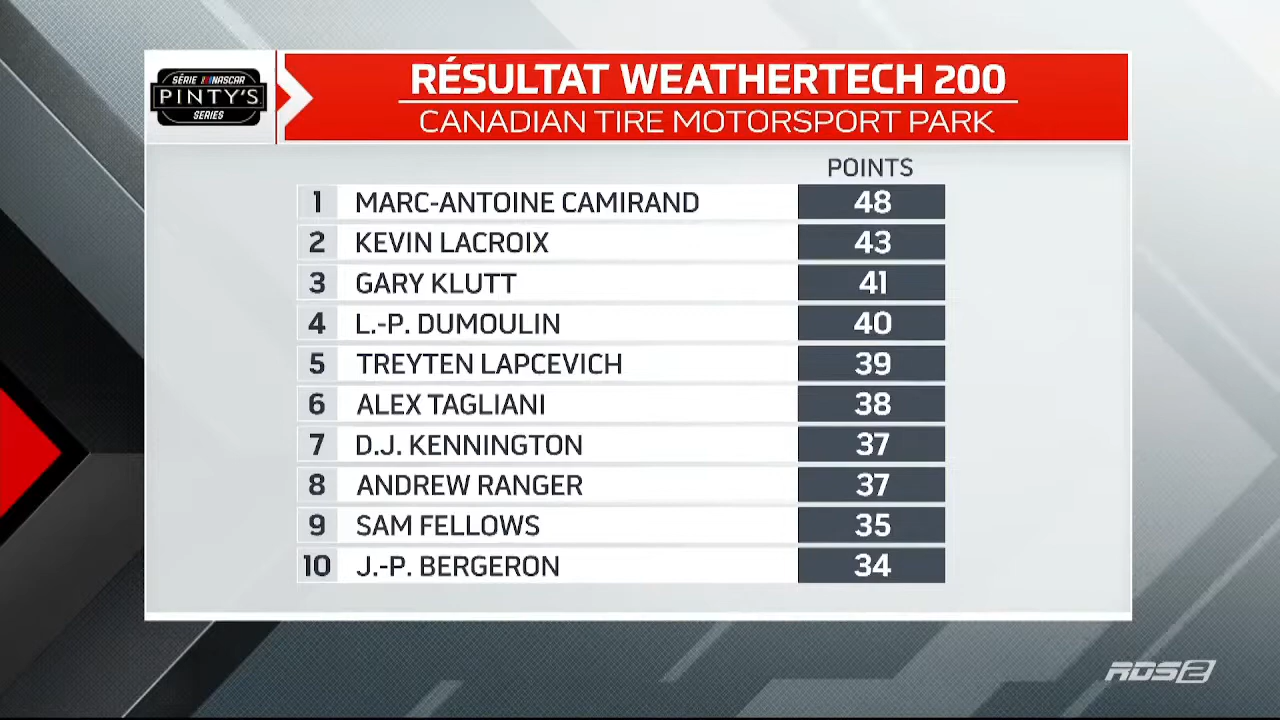 SÉRIE NASCAR
PINTY'S
SERIES
RÉSULTAT WEATHERTECH 200
CANADIAN TIRE MOTORSPORT PARK
POINTS
1 MARC-ANTOINE CAMIRAND 48
2 KEVIN LACROIX 43
3 GARY KLUTT 41
4 L.-P. DUMOULIN 40
5 TREYTEN LAPCEVICH 39
6 ALEX TAGLIANI 38
7 D.J. KENNINGTON 37
8 ANDREW RANGER 37
9 SAM FELLOWS 35
10 J.-P. BERGERON 34
RDS2